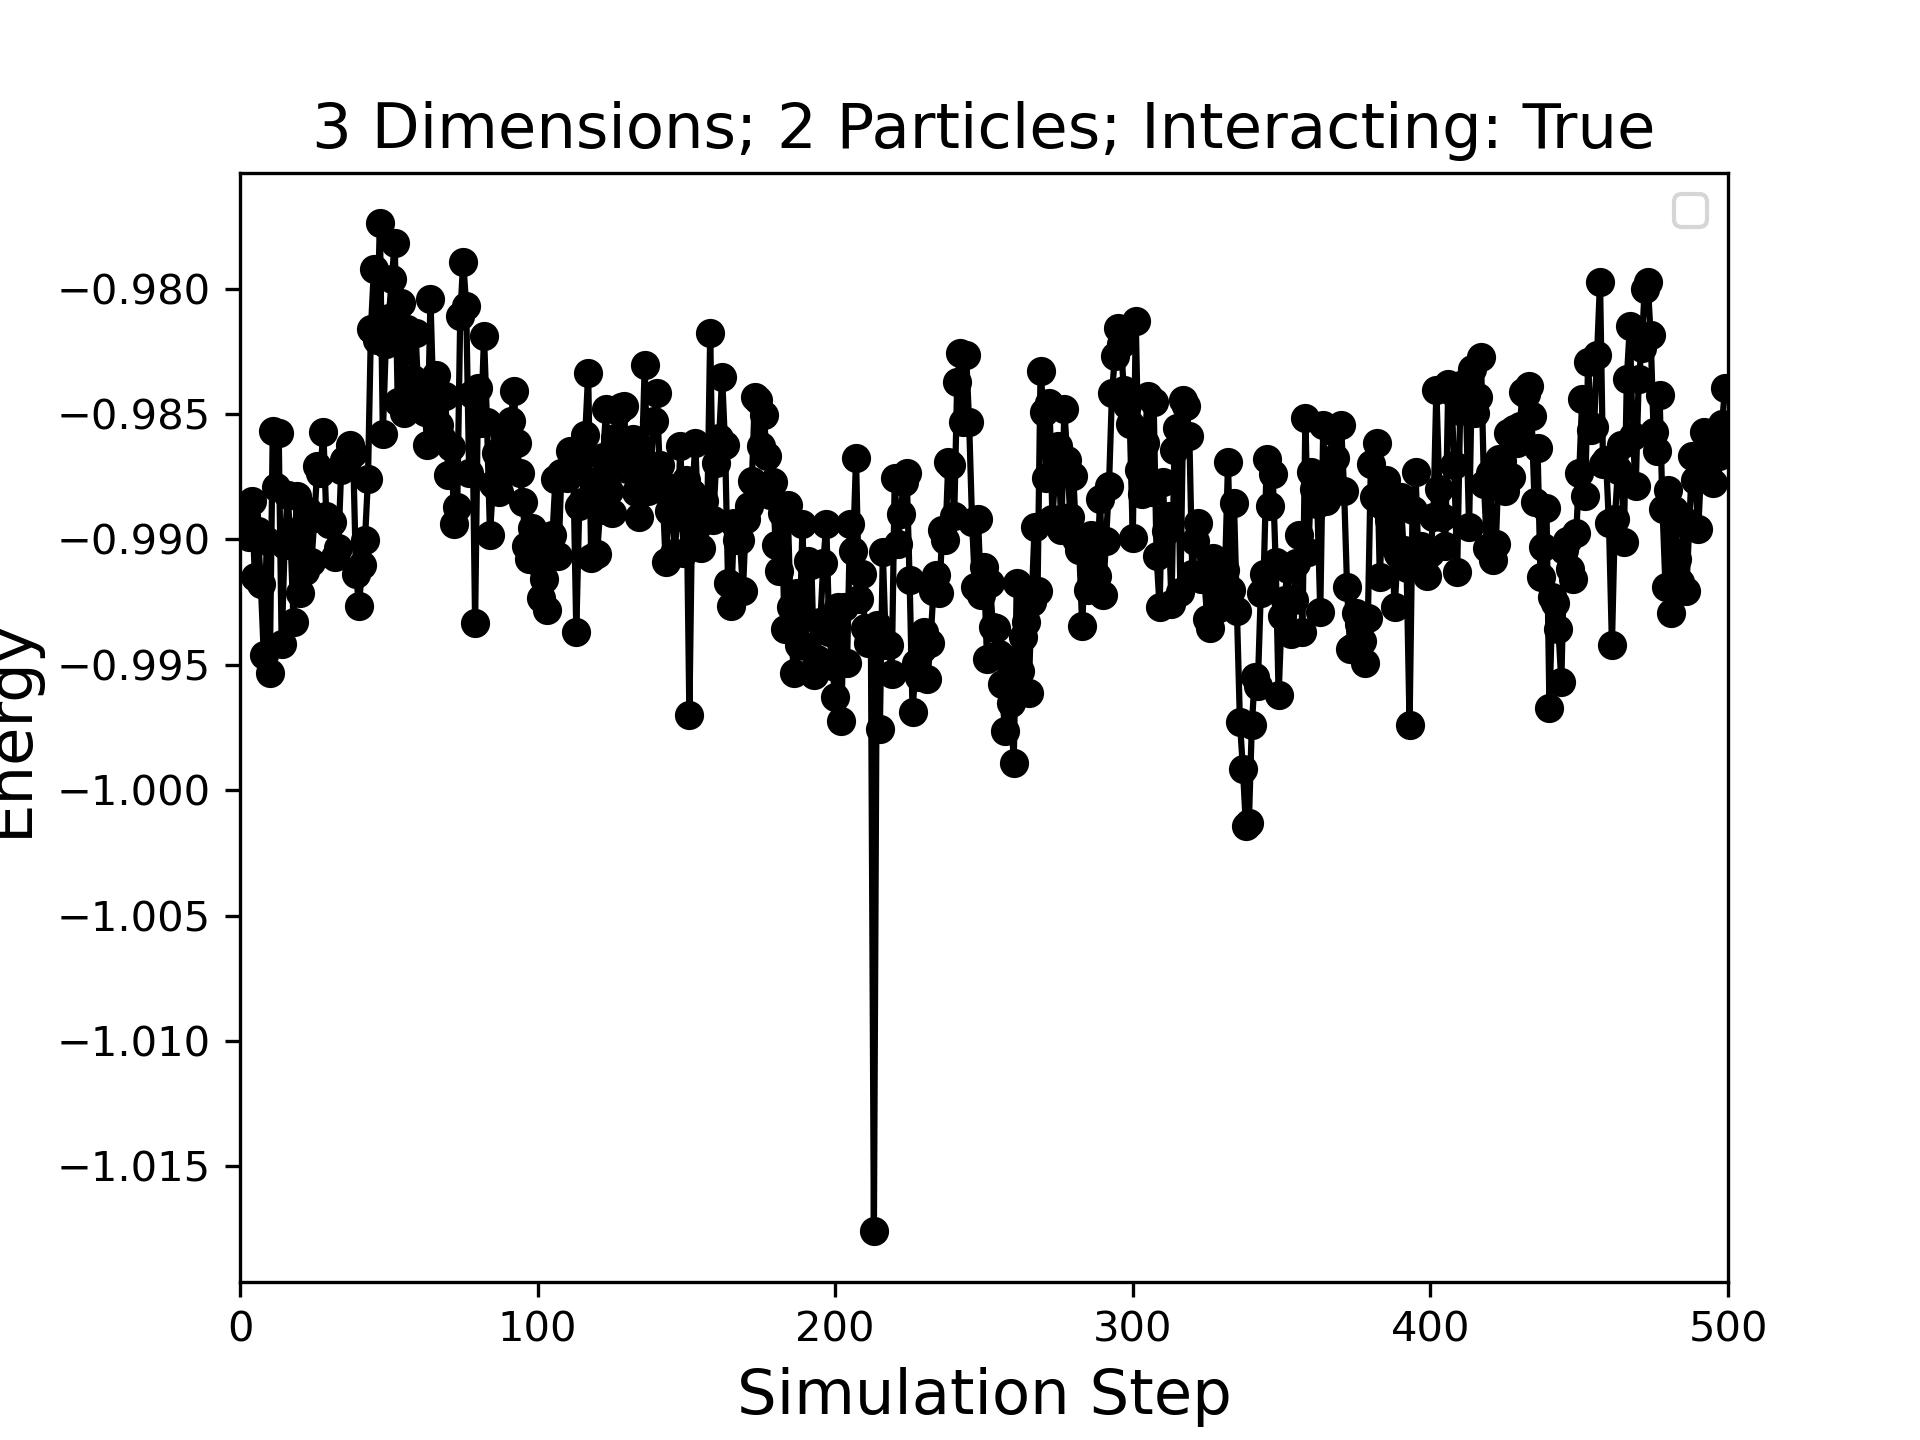 3 Dimensions; 2 Particles; Interacting: True
−0.980
−0.985
−0.990
−0.995
−1.000
−1.005
−1.010
−1.015
Energy
0 100 200 300 400 500
Simulation Step